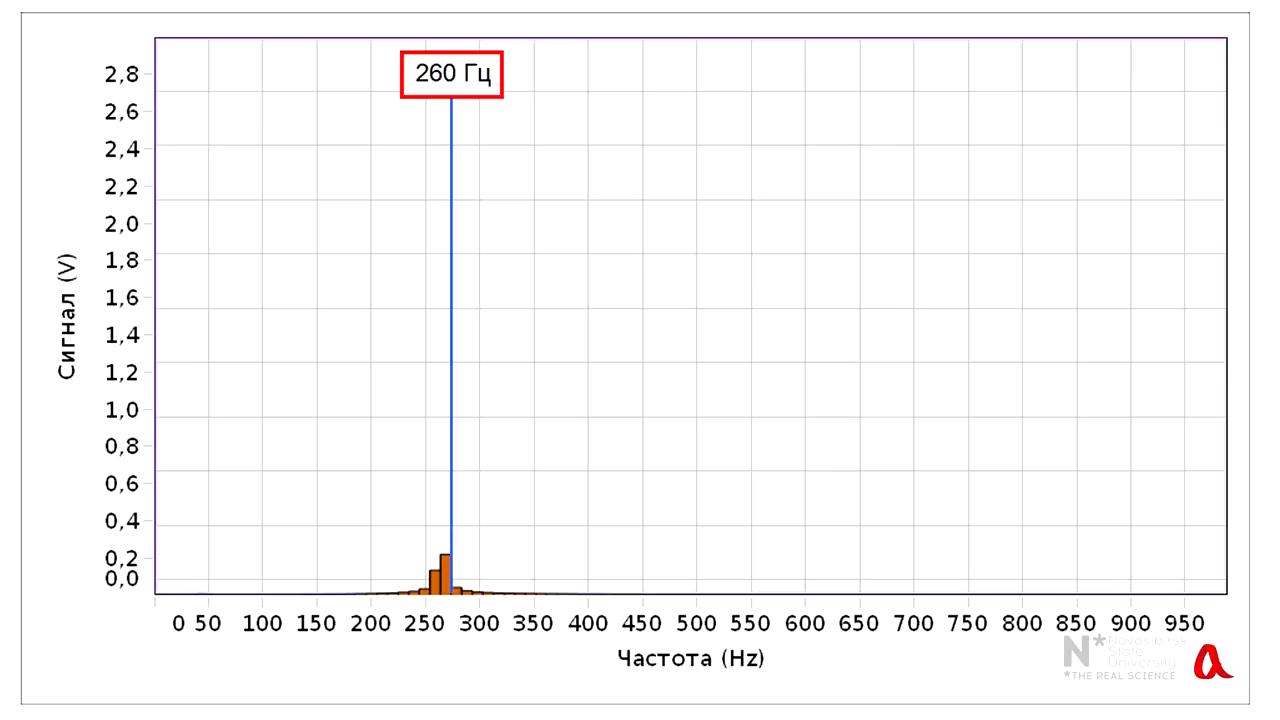 260 Гц
2,8
2,6
2,4
2,2
2,0
1,8
1,6
1,4
1,2
1,0
0,8
0,6
0,4
0,2
0,0
Сигнал (V)
0 50 100 150 200 250 300 350 400 450 500 550 600 650 700 750 800 850 900 950
Частота (Hz)
N*
Novosibirsk
State
University
*THE REAL SCIENCE